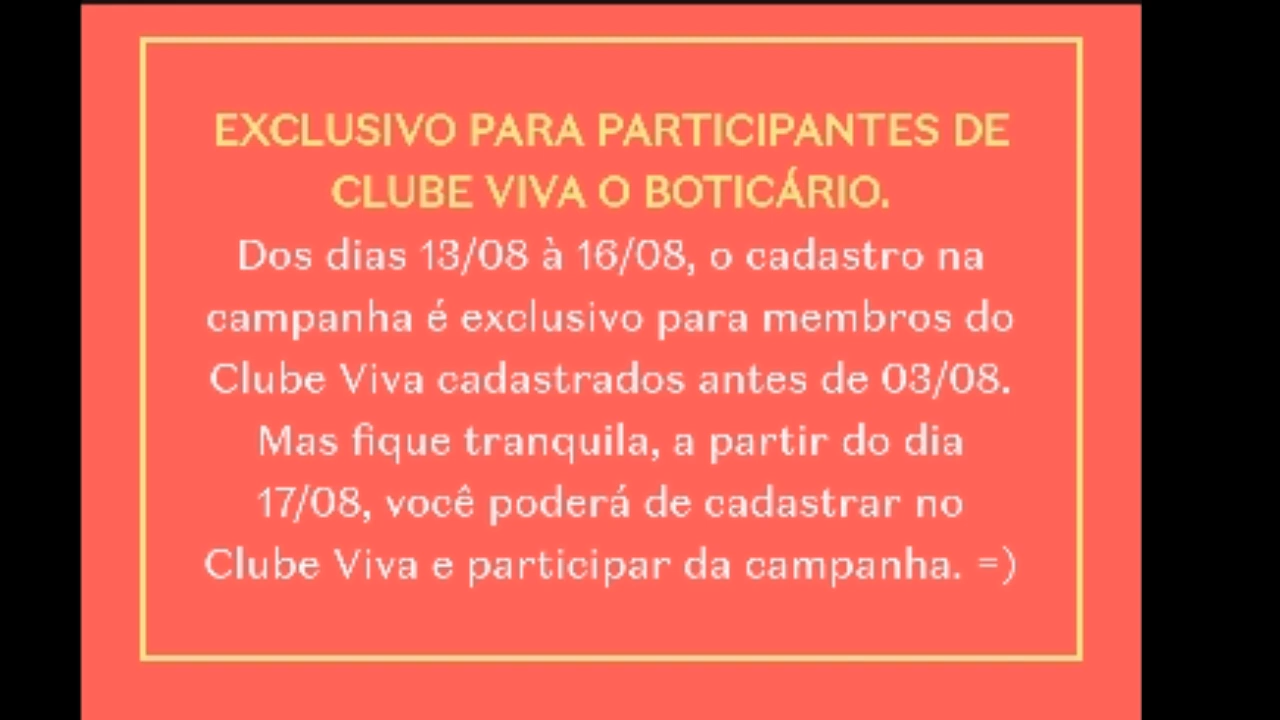 EXCLUSIVO PARA PARTICIPANTES DE
CLUBE VIVA O BOTICÁRIO.
Dos dias 13/08 à 16/08, o cadastro na
campanha é exclusivo para membros do
Clube Viva cadastrados antes de 03/08.
Mas fique tranquila, a partir do dia
17/08, você poderá de cadastrar no
Clube Viva e participar da campanha. =)